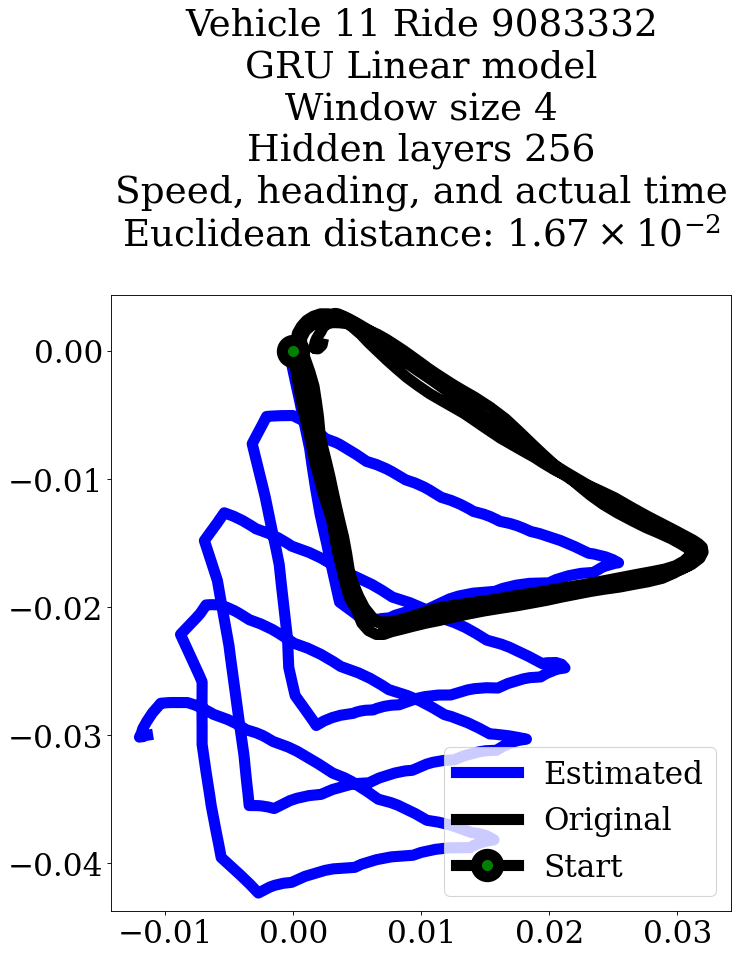 Vehicle 11 Ride 9083332
GRU Linear model
Window size 4
Hidden layers 256
Speed, heading, and actual time
Euclidean distance: 1.67 × 10⁻²
0.00
−0.01
−0.02
−0.03
−0.04
Estimated
Original
Start
−0.01 0.00 0.01 0.02 0.03